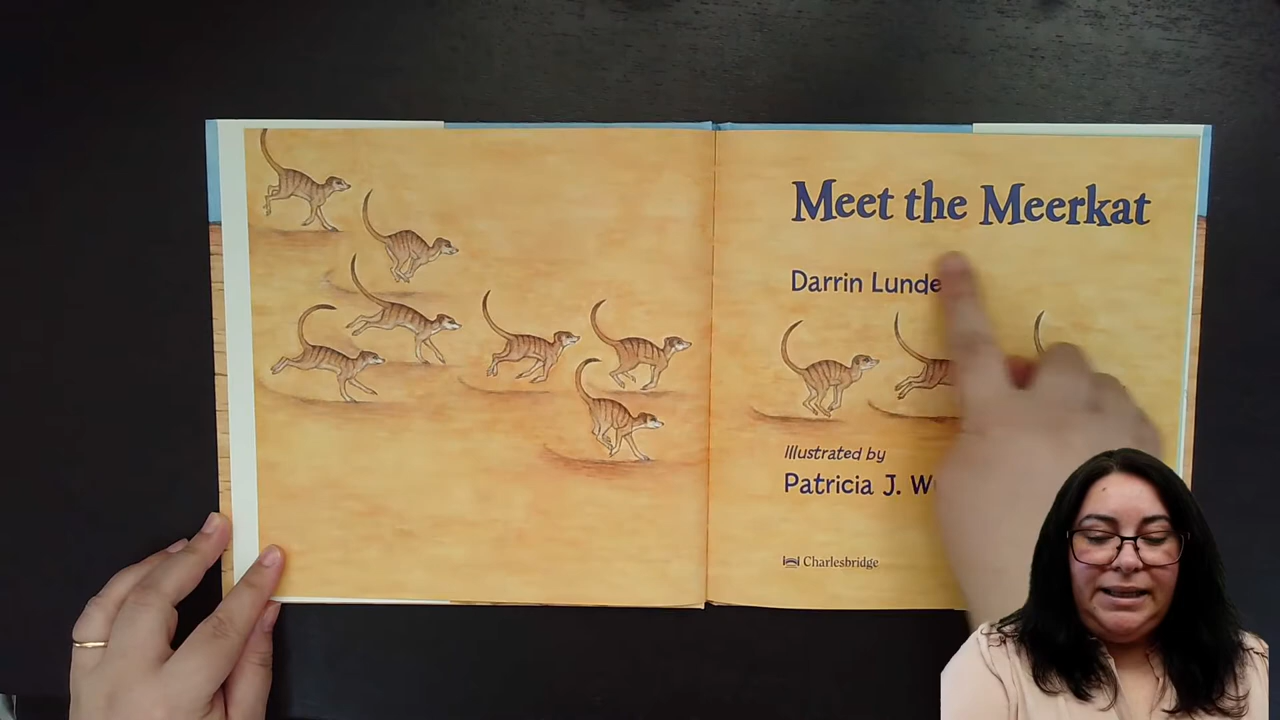 Meet the Meerkat
Darrin Lunde
Illustrated by
Patricia J.
Charlesbridge